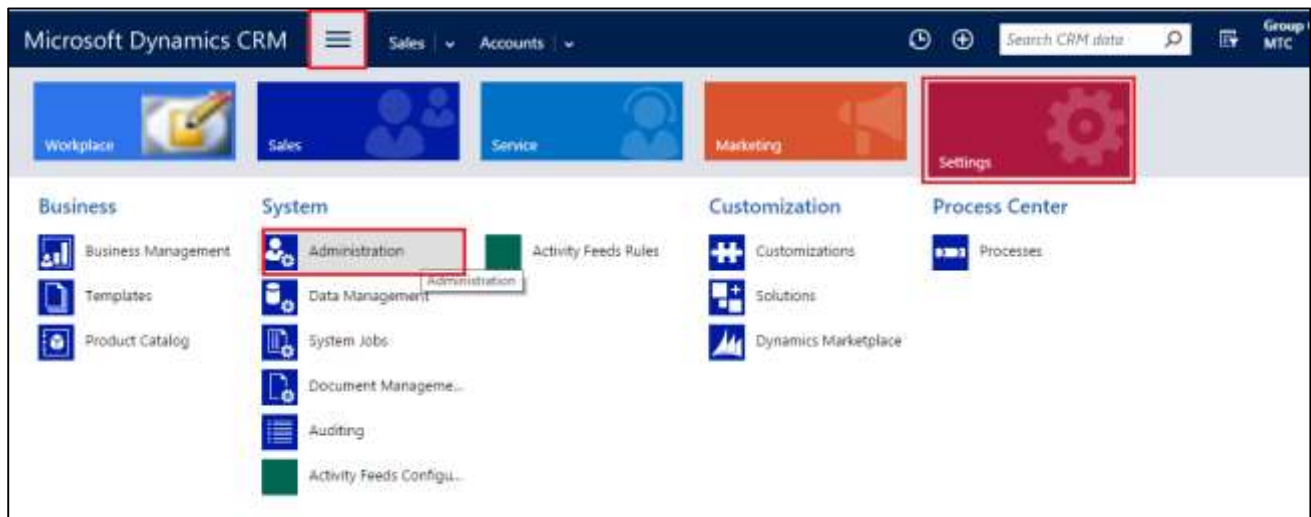 Microsoft Dynamics CRM Sales Accounts Search CRM data Group
MTC
Workplace Sales Service Marketing Settings
Business System Customization Process Center
Business Management Administration Activity Feeds Rules Customizations Processes
Administration
Templates Data Management Solutions
Product Catalog System Jobs Dynamics Marketplace
Document Manageme...
Auditing
Activity Feeds Configu...